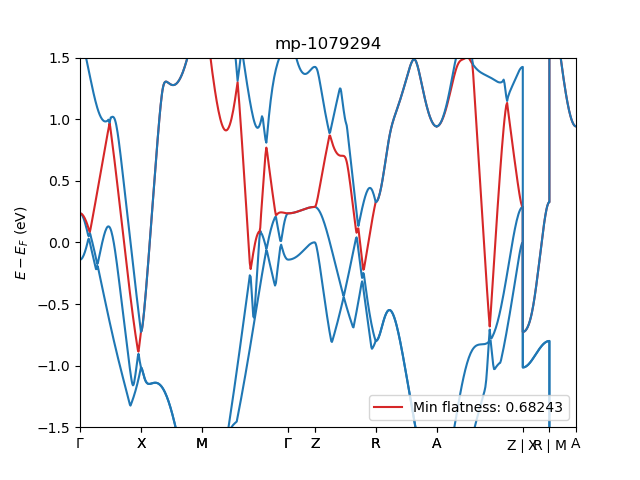 mp-1079294
E − E_F (eV)
1.5
1.0
0.5
0.0
−0.5
−1.0
−1.5
Min flatness: 0.68243
Γ X M Γ Z R A Z | X R | M A